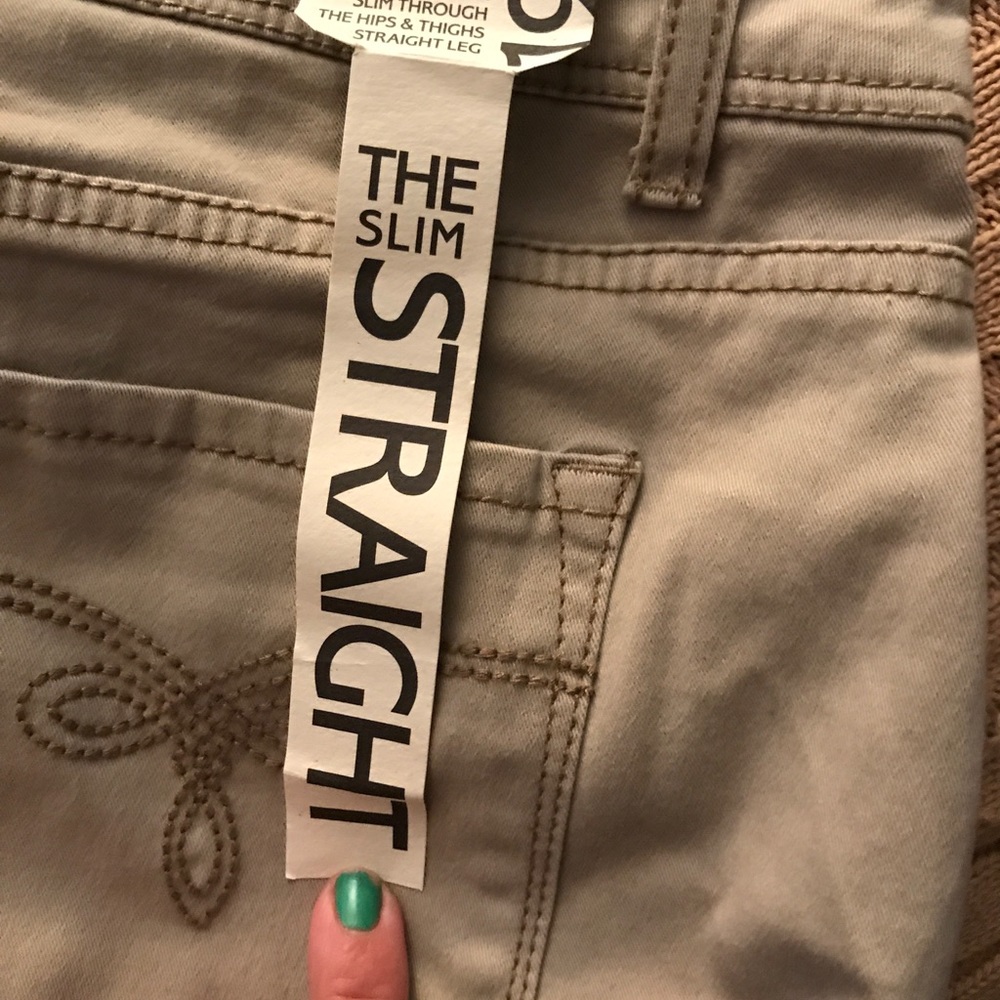 SLIM THROUGH
THE HIPS & THIGHS
STRAIGHT LEG
THE
SLIM
STRAIGHT